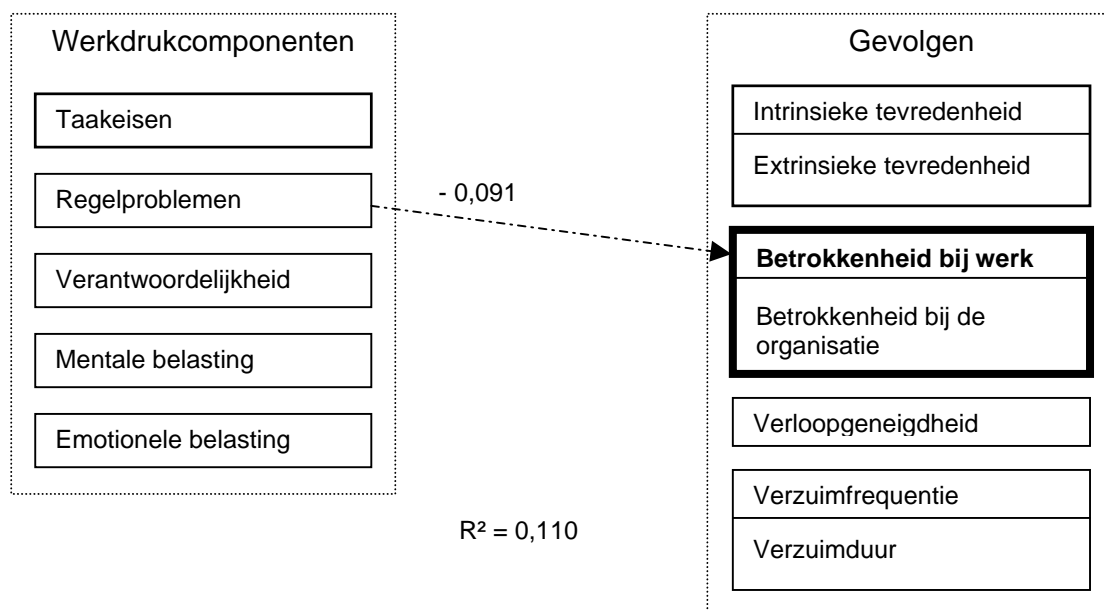 Werkdrukcomponenten
Taakeisen
Regelproblemen
Verantwoordelijkheid
Mentale belasting
Emotionele belasting
- 0,091
R² = 0,110
Gevolgen
Intrinsieke tevredenheid
Extrinsieke tevredenheid
Betrokkenheid bij werk
Betrokkenheid bij de
organisatie
Verloopgeneigdheid
Verzuimfrequentie
Verzuimduur